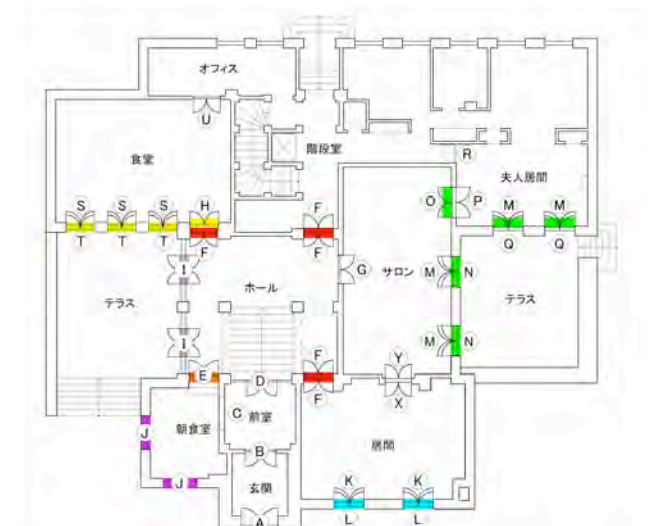 オフィス
U
階段室
食堂
R
夫人居間
S S S H F
O P
M M
T T T F F
Q Q
I
G
サロン
M N
テラス
ホール
テラス
I
M N
F
Y
E D
F
X
C
前室
J
朝食室
居間
B
J
玄関
K K
L L
A